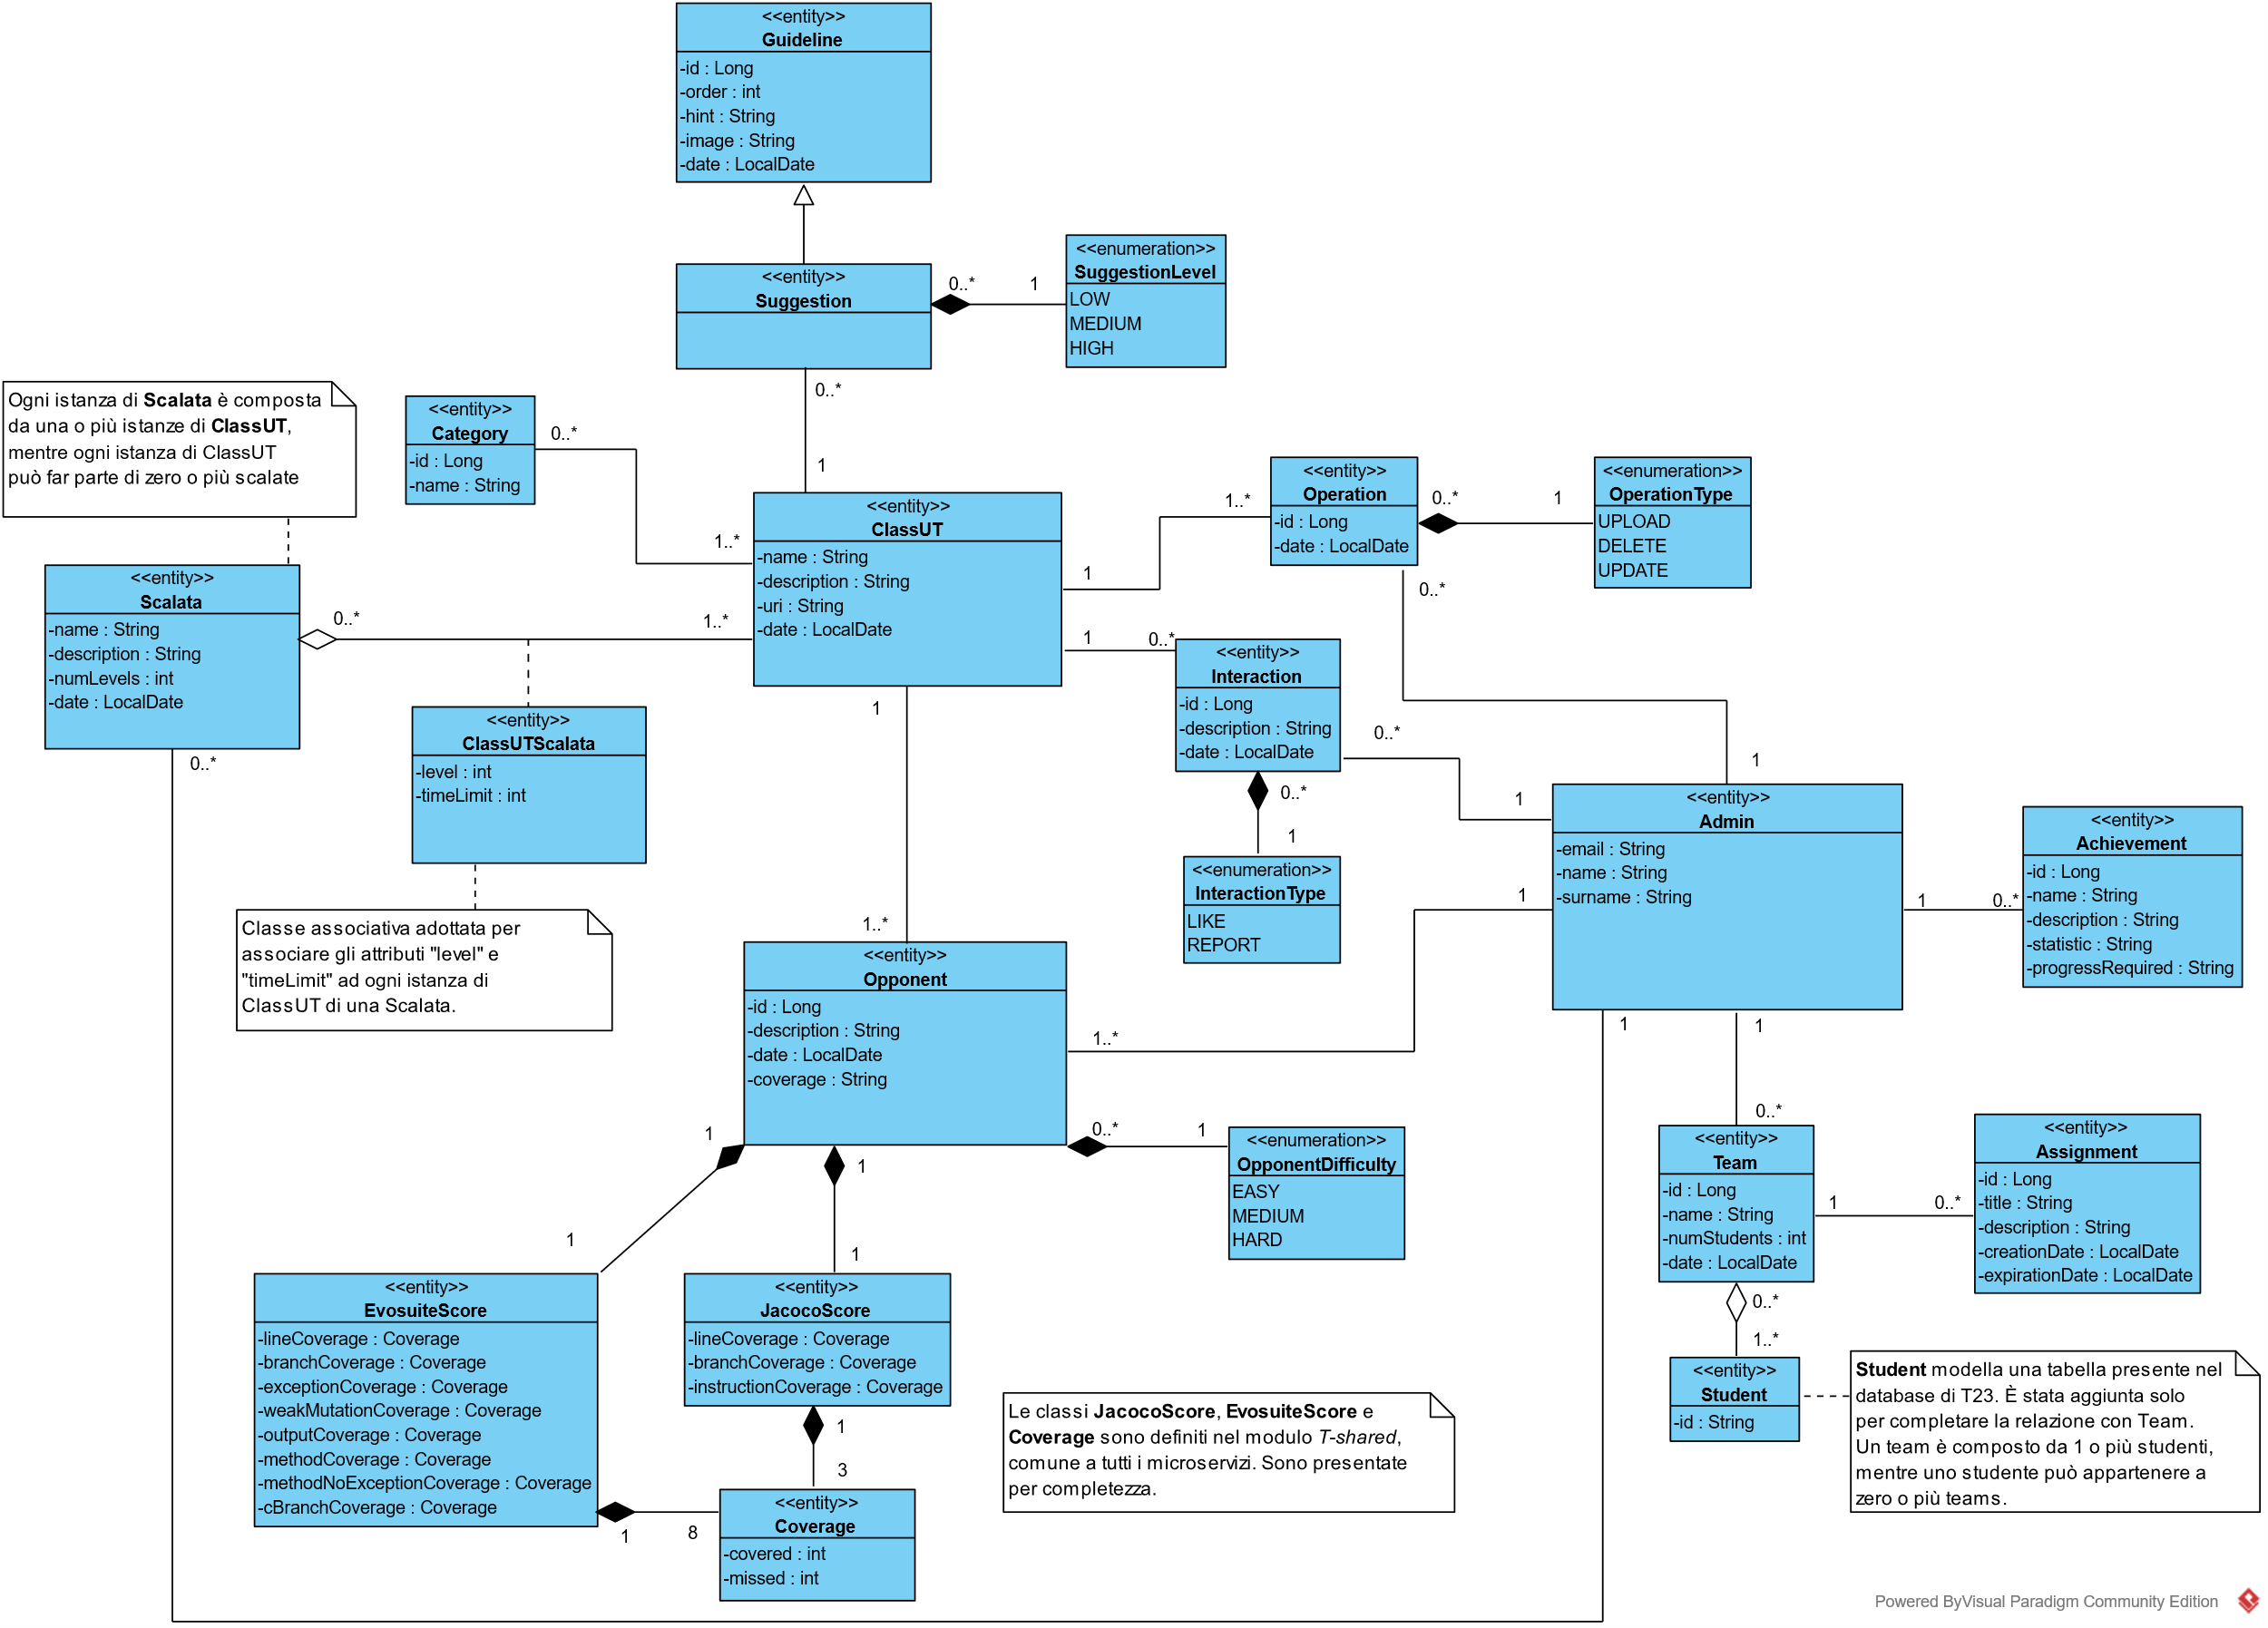 <<entity>>
Guideline
-id : Long
-order : int
-hint : String
-image : String
-date : LocalDate
<<entity>>
Suggestion
0..*
1
<<enumeration>>
SuggestionLevel
LOW
MEDIUM
HIGH
0..*
1
Ogni istanza di Scalata è composta
da una o più istanze di ClassUT,
mentre ogni istanza di ClassUT
può far parte di zero o più scalate
<<entity>>
Category
-id : Long
-name : String
0..*
1..*
<<entity>>
ClassUT
-name : String
-description : String
-uri : String
-date : LocalDate
1
1..*
<<entity>>
Operation
-id : Long
-date : LocalDate
0..*
1
<<enumeration>>
OperationType
UPLOAD
DELETE
UPDATE
0..*
1
<<entity>>
Scalata
-name : String
-description : String
-numLevels : int
-date : LocalDate
0..*
1..*
0..*
<<entity>>
ClassUTScalata
-level : int
-timeLimit : int
Classe associativa adottata per
associare gli attributi "level" e
"timeLimit" ad ogni istanza di
ClassUT di una Scalata.
1
0..*
<<entity>>
Interaction
-id : Long
-description : String
-date : LocalDate
0..*
1
0..*
1
<<enumeration>>
InteractionType
LIKE
REPORT
<<entity>>
Admin
-email : String
-name : String
-surname : String
1
0..*
<<entity>>
Achievement
-id : Long
-name : String
-description : String
-statistic : String
-progressRequired : String
1
1..*
<<entity>>
Opponent
-id : Long
-description : String
-date : LocalDate
-coverage : String
1..*
1
1
1
0..*
1
1
1
1
0..*
1
<<enumeration>>
OpponentDifficulty
EASY
MEDIUM
HARD
<<entity>>
Team
-id : Long
-name : String
-numStudents : int
-date : LocalDate
1
0..*
<<entity>>
Assignment
-id : Long
-title : String
-description : String
-creationDate : LocalDate
-expirationDate : LocalDate
0..*
1..*
<<entity>>
Student
-id : String
Student modella una tabella presente nel
database di T23. È stata aggiunta solo
per completare la relazione con Team.
Un team è composto da 1 o più studenti,
mentre uno studente può appartenere a
zero o più teams.
<<entity>>
EvosuiteScore
-lineCoverage : Coverage
-branchCoverage : Coverage
-exceptionCoverage : Coverage
-weakMutationCoverage : Coverage
-outputCoverage : Coverage
-methodCoverage : Coverage
-methodNoExceptionCoverage : Coverage
-cBranchCoverage : Coverage
<<entity>>
JacocoScore
-lineCoverage : Coverage
-branchCoverage : Coverage
-instructionCoverage : Coverage
1
3
1
8
<<entity>>
Coverage
-covered : int
-missed : int
Le classi JacocoScore, EvosuiteScore e
Coverage sono definiti nel modulo T-shared,
comune a tutti i microservizi. Sono presentate
per completezza.
Powered ByVisual Paradigm Community Edition